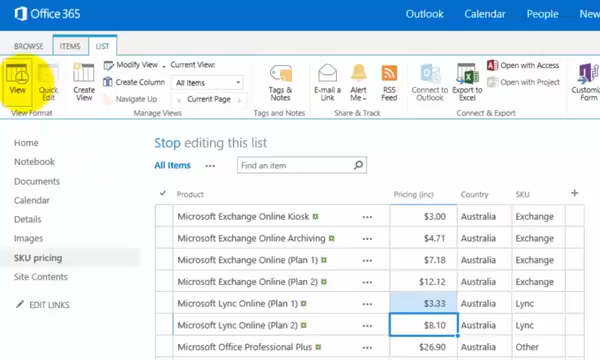 Office 365
Outlook Calendar People New
BROWSE ITEMS LIST
View
Quick Edit
View Format
Create View
Modify View
Create Column
Navigate Up
Current View:
All Items
Current Page
Manage Views
Tags & Notes
Tags and Notes
E-mail a Link
Alert Me
RSS Feed
Share & Track
Connect to Outlook
Export to Excel
Open with Access
Open with Project
Connect & Export
Customize Form
Home
Notebook
Documents
Calendar
Details
Images
SKU pricing
Site Contents
EDIT LINKS
Stop editing this list
All Items ... Find an item
Product Pricing (inc) Country SKU +
Microsoft Exchange Online Kiosk ... $3.00 Australia Exchange
Microsoft Exchange Online Archiving ... $4.71 Australia Exchange
Microsoft Exchange Online (Plan 1) ... $7.18 Australia Exchange
Microsoft Exchange Online (Plan 2) ... $12.12 Australia Exchange
Microsoft Lync Online (Plan 1) ... $3.33 Australia Lync
Microsoft Lync Online (Plan 2) ... $8.10 Australia Lync
Microsoft Office Professional Plus ... $26.90 Australia Other